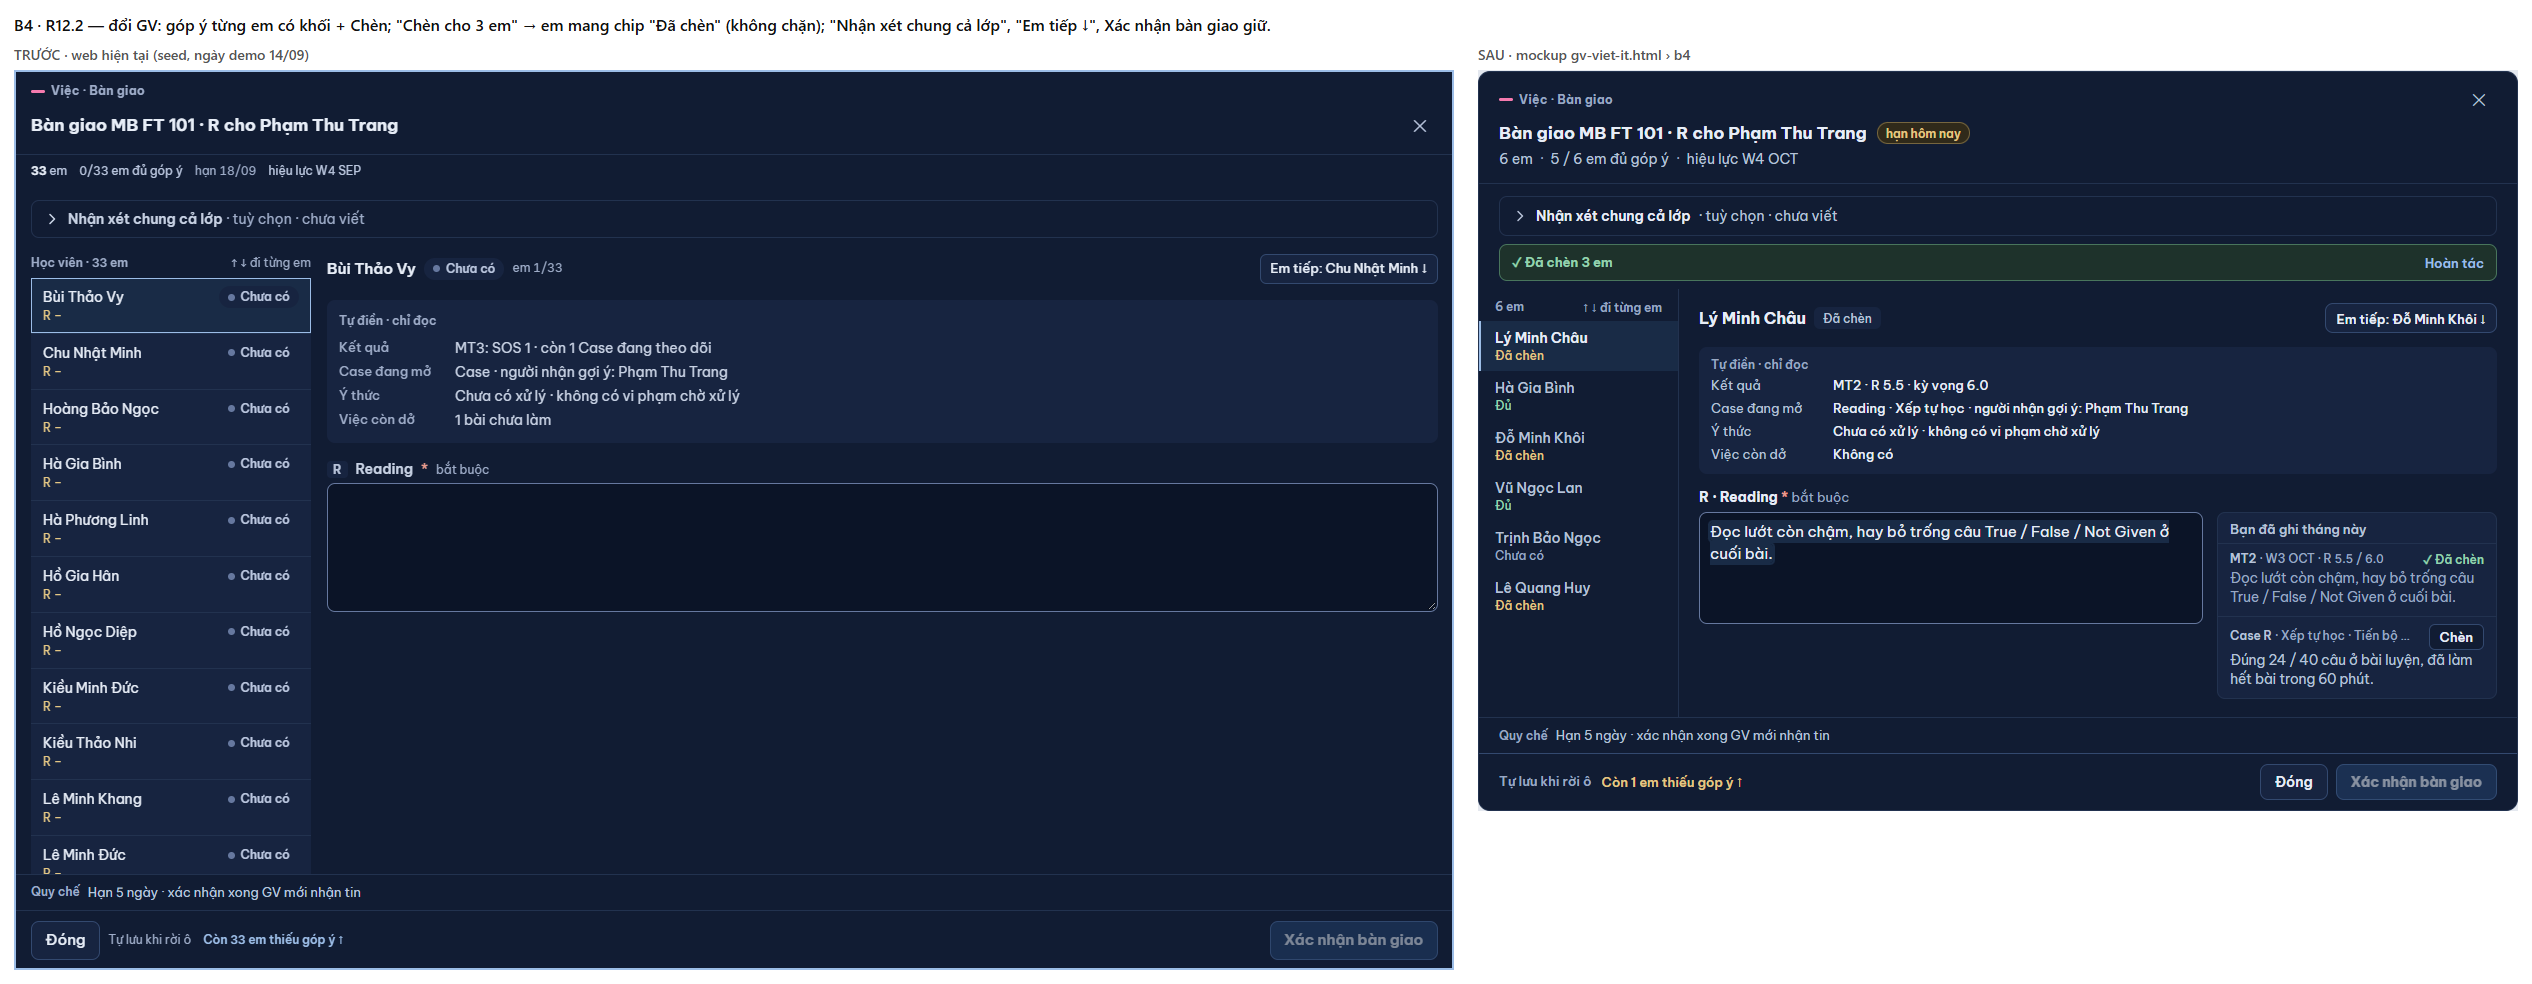 B4 · R12.2 — đổi GV: góp ý từng em có khối + Chèn; "Chèn cho 3 em" → em mang chip "Đã chèn" (không chặn); "Nhận xét chung cả lớp", "Em tiếp ↓", Xác nhận bàn giao giữ.
TRƯỚC · web hiện tại (seed, ngày demo 14/09)
Việc · Bàn giao
Bàn giao MB FT 101 · R cho Phạm Thu Trang
33 em 0/33 em đủ góp ý hạn 18/09 hiệu lực W4 SEP
Nhận xét chung cả lớp · tuỳ chọn · chưa viết
Học viên · 33 em ↑ ↓ đi từng em
Bùi Thảo Vy Chưa có
R –
Chu Nhật Minh Chưa có
R –
Hoàng Bảo Ngọc Chưa có
R –
Hà Gia Bình Chưa có
R –
Hà Phương Linh Chưa có
R –
Hồ Gia Hân Chưa có
R –
Hồ Ngọc Diệp Chưa có
R –
Kiều Minh Đức Chưa có
R –
Kiều Thảo Nhi Chưa có
R –
Lê Minh Khang Chưa có
R –
Lê Minh Đức Chưa có
R –
Bùi Thảo Vy Chưa có em 1/33 Em tiếp: Chu Nhật Minh ↓
Tự điền · chỉ đọc
Kết quả MT3: SOS 1 · còn 1 Case đang theo dõi
Case đang mở Case · người nhận gợi ý: Phạm Thu Trang
Ý thức Chưa có xử lý · không có vi phạm chờ xử lý
Việc còn dở 1 bài chưa làm
R Reading * bắt buộc
Quy chế Hạn 5 ngày · xác nhận xong GV mới nhận tin
Đóng Tự lưu khi rời ô Còn 33 em thiếu góp ý ↑ Xác nhận bàn giao
SAU · mockup gv-viet-it.html › b4
Việc · Bàn giao
Bàn giao MB FT 101 · R cho Phạm Thu Trang hạn hôm nay
6 em · 5 / 6 em đủ góp ý · hiệu lực W4 OCT
Nhận xét chung cả lớp · tuỳ chọn · chưa viết
✓ Đã chèn 3 em Hoàn tác
6 em ↑ ↓ đi từng em
Lý Minh Châu
Đã chèn
Hà Gia Bình
Đủ
Đỗ Minh Khôi
Đã chèn
Vũ Ngọc Lan
Đủ
Trịnh Bảo Ngọc
Chưa có
Lê Quang Huy
Đã chèn
Lý Minh Châu Đã chèn Em tiếp: Đỗ Minh Khôi ↓
Tự điền · chỉ đọc
Kết quả MT2 · R 5.5 · kỳ vọng 6.0
Case đang mở Reading · Xếp tự học · người nhận gợi ý: Phạm Thu Trang
Ý thức Chưa có xử lý · không có vi phạm chờ xử lý
Việc còn dở Không có
R · Reading * bắt buộc
Đọc lướt còn chậm, hay bỏ trống câu True / False / Not Given ở
cuối bài.
Bạn đã ghi tháng này
MT2 · W3 OCT · R 5.5 / 6.0 ✓ Đã chèn
Đọc lướt còn chậm, hay bỏ trống câu
True / False / Not Given ở cuối bài.
Case R · Xếp tự học · Tiến bộ ... Chèn
Đúng 24 / 40 câu ở bài luyện, đã làm
hết bài trong 60 phút.
Quy chế Hạn 5 ngày · xác nhận xong GV mới nhận tin
Tự lưu khi rời ô Còn 1 em thiếu góp ý ↑ Đóng Xác nhận bàn giao